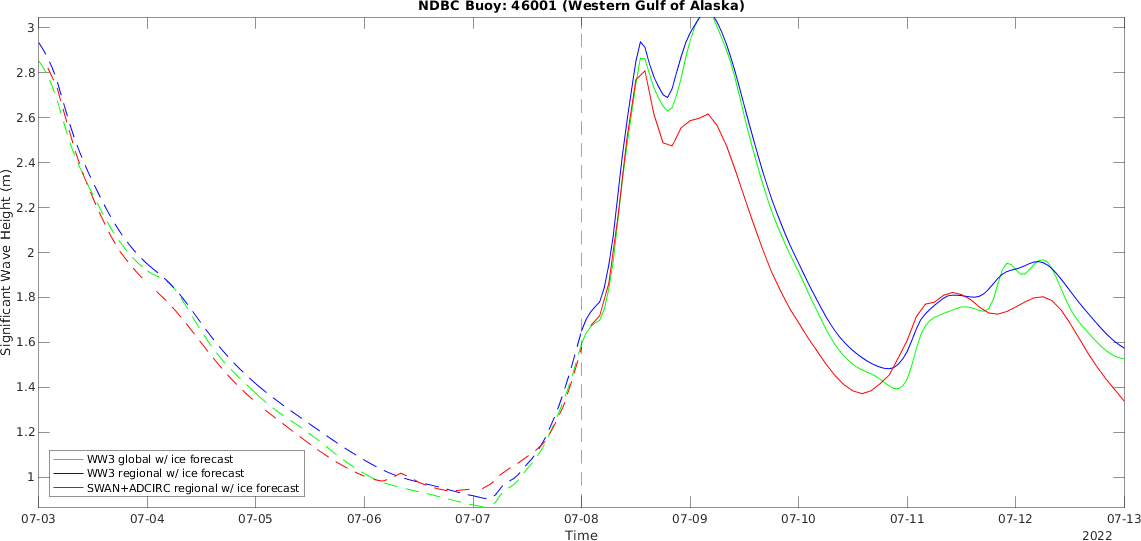 NDBC Buoy: 46001 (Western Gulf of Alaska)
Significant Wave Height (m)
3
2.8
2.6
2.4
2.2
2
1.8
1.6
1.4
1.2
1
WW3 global w/ ice forecast
WW3 regional w/ ice forecast
SWAN+ADCIRC regional w/ ice forecast
07-03 07-04 07-05 07-06 07-07 07-08 07-09 07-10 07-11 07-12 07-13
Time
2022